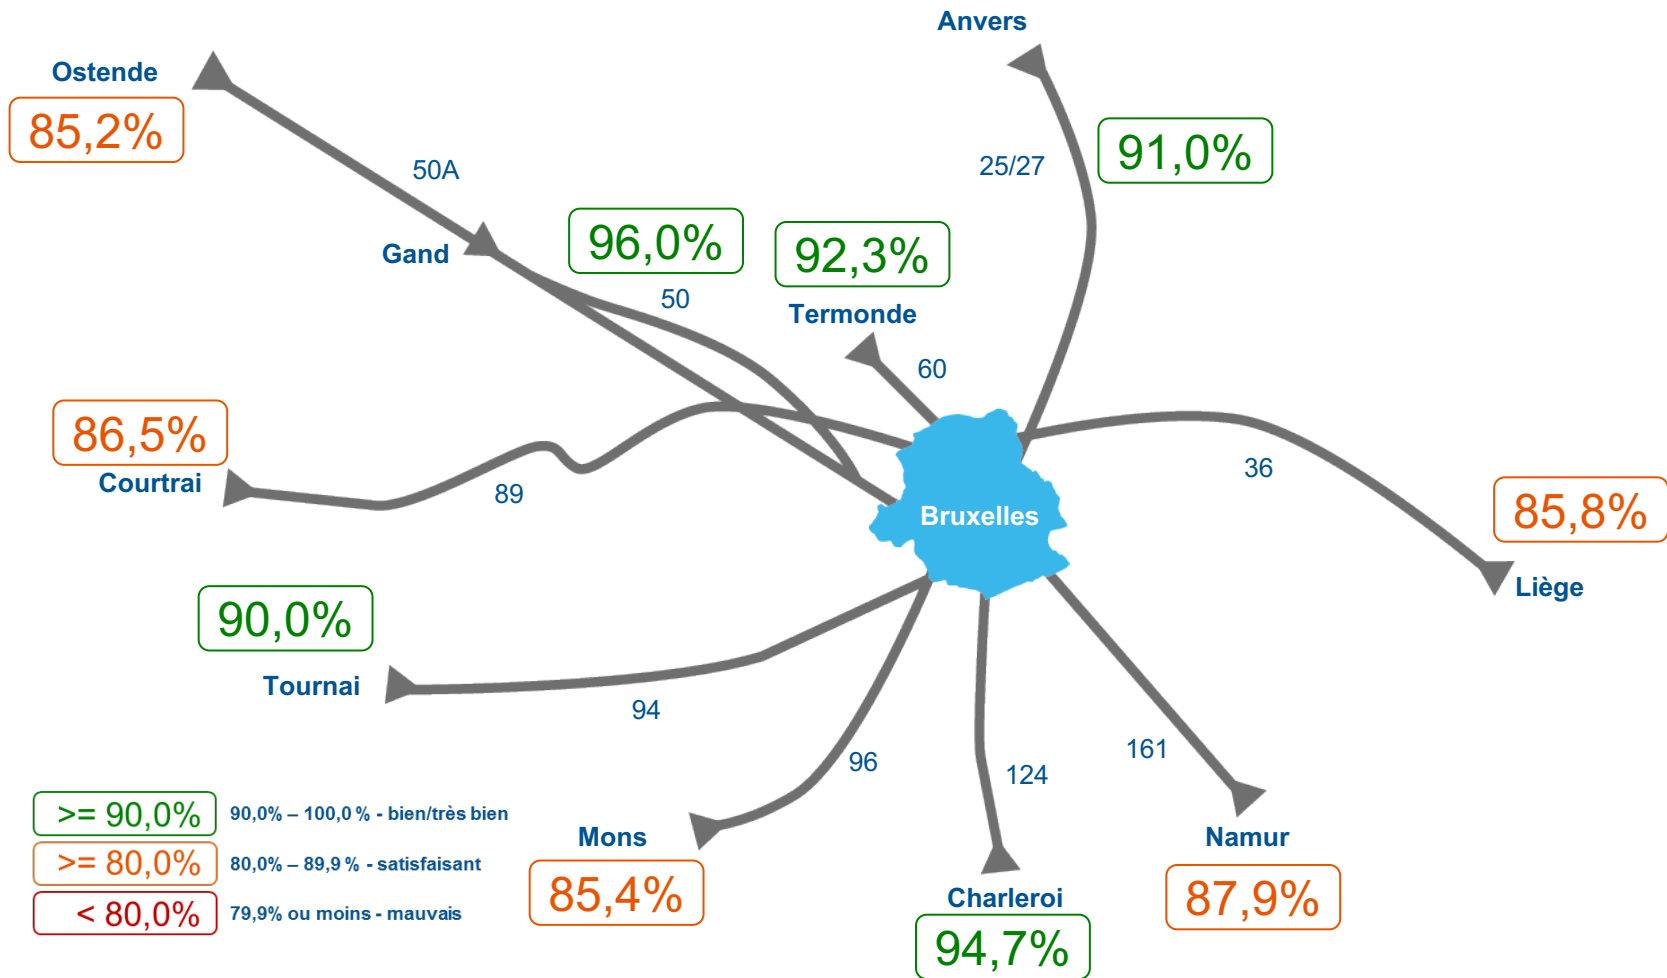 Anvers
Ostende
85,2%
91,0%
50A
25/27
96,0%
92,3%
Gand
50
Termonde
60
86,5%
Courtrai
89
36
85,8%
Bruxelles
Liège
90,0%
Tournai
94
96
124
161
>= 90,0% 90,0% – 100,0 % - bien/très bien
>= 80,0% 80,0% – 89,9 % - satisfaisant
< 80,0% 79,9% ou moins - mauvais
Mons
85,4%
Charleroi
94,7%
Namur
87,9%